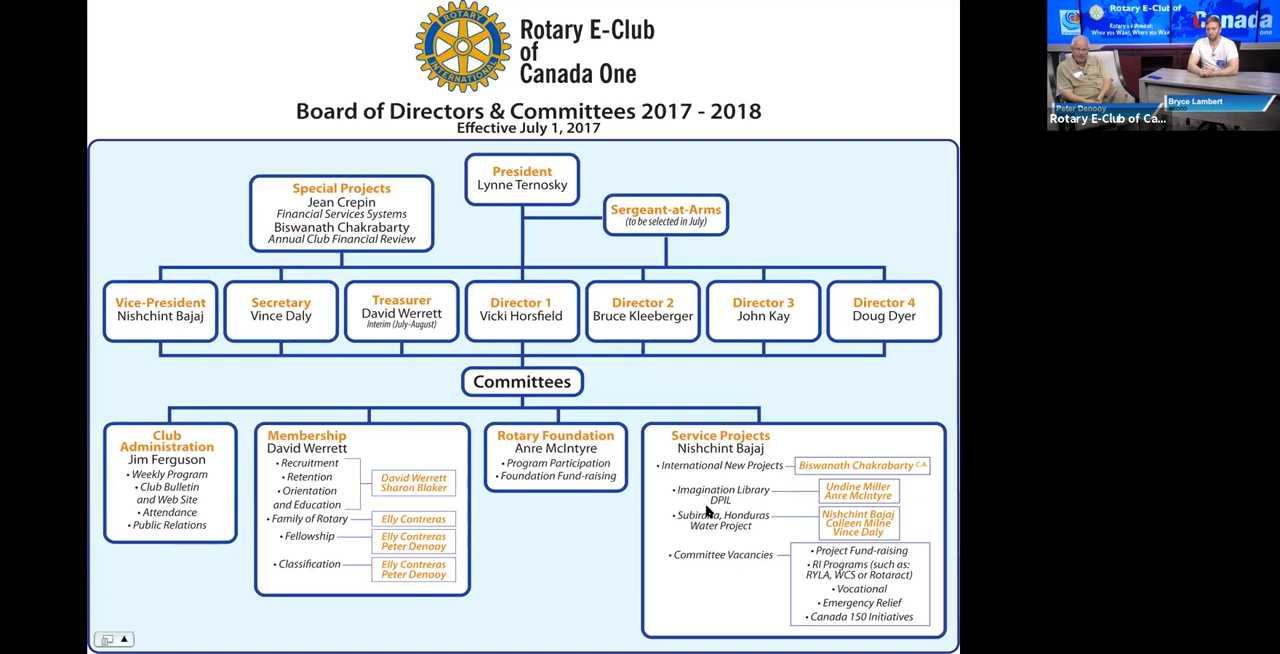 Rotary E-Club
of
Canada One
ROTARY
INTERNATIONAL
Board of Directors & Committees 2017 - 2018
Effective July 1, 2017
President
Lynne Ternosky
Special Projects
Jean Crepin
Financial Services Systems
Biswanath Chakrabarty
Annual Club Financial Review
Sergeant-at-Arms
(to be selected in July)
Vice-President
Nishchint Bajaj
Secretary
Vince Daly
Treasurer
David Werrett
Interim (July-August)
Director 1
Vicki Horsfield
Director 2
Bruce Kleeberger
Director 3
John Kay
Director 4
Doug Dyer
Committees
Club
Administration
Jim Ferguson
• Weekly Program
• Club Bulletin
and Web Site
• Attendance
• Public Relations
Membership
David Werrett
• Recruitment
• Retention
• Orientation
and Education
David Werrett
Sharon Blaker
• Family of Rotary
Elly Contreras
• Fellowship
Elly Contreras
Peter Denooy
• Classification
Elly Contreras
Peter Denooy
Rotary Foundation
Anre McIntyre
• Program Participation
• Foundation Fund-raising
Service Projects
Nishchint Bajaj
• International New Projects
Biswanath Chakrabarty C.A.
• Imagination Library
DPIL
Undine Miller
Anre McIntyre
• Subirana, Honduras
Water Project
Nishchint Bajaj
Colleen Milne
Vince Daly
• Committee Vacancies
• Project Fund-raising
• RI Programs (such as:
RYLA, WCS or Rotaract)
• Vocational
• Emergency Relief
• Canada 150 Initiatives
Rotary E-Club of
Canada
one
When you Want, Where you Want
Peter Denooy
Bryce Lambert
Rotary E-Club of Ca...